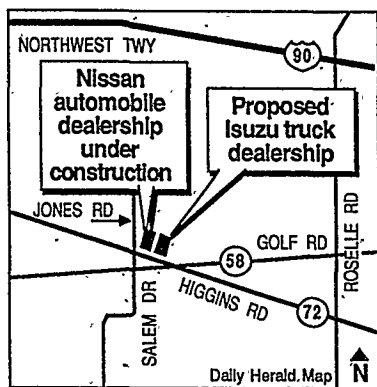 NORTHWEST TWY
90
Nissan
automobile
dealership
under
construction
Proposed
Isuzu truck
dealership
JONES RD
ROSELLE RD
GOLF RD
58
HIGGINS RD
72
SALEM DR
Daily Herald Map
N